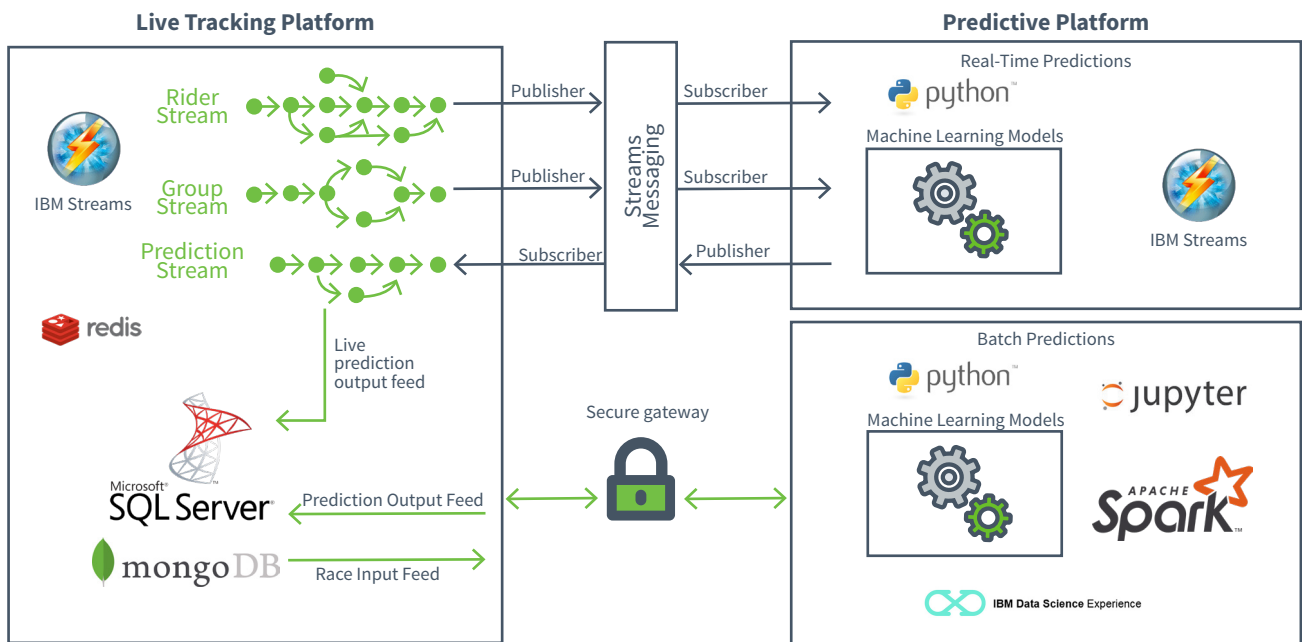 Live Tracking Platform
Predictive Platform
Rider
Stream
IBM Streams
Group
Stream
Prediction
Stream
redis
Live
prediction
output feed
Microsoft®
SQL Server®
Prediction Output Feed
mongoDB
Race Input Feed
Publisher
Publisher
Subscriber
Streams
Messaging
Subscriber
Subscriber
Publisher
Secure gateway
Real-Time Predictions
python™
Machine Learning Models
IBM Streams
Batch Predictions
python™
jupyter
Machine Learning Models
APACHE
Spark™
IBM Data Science Experience